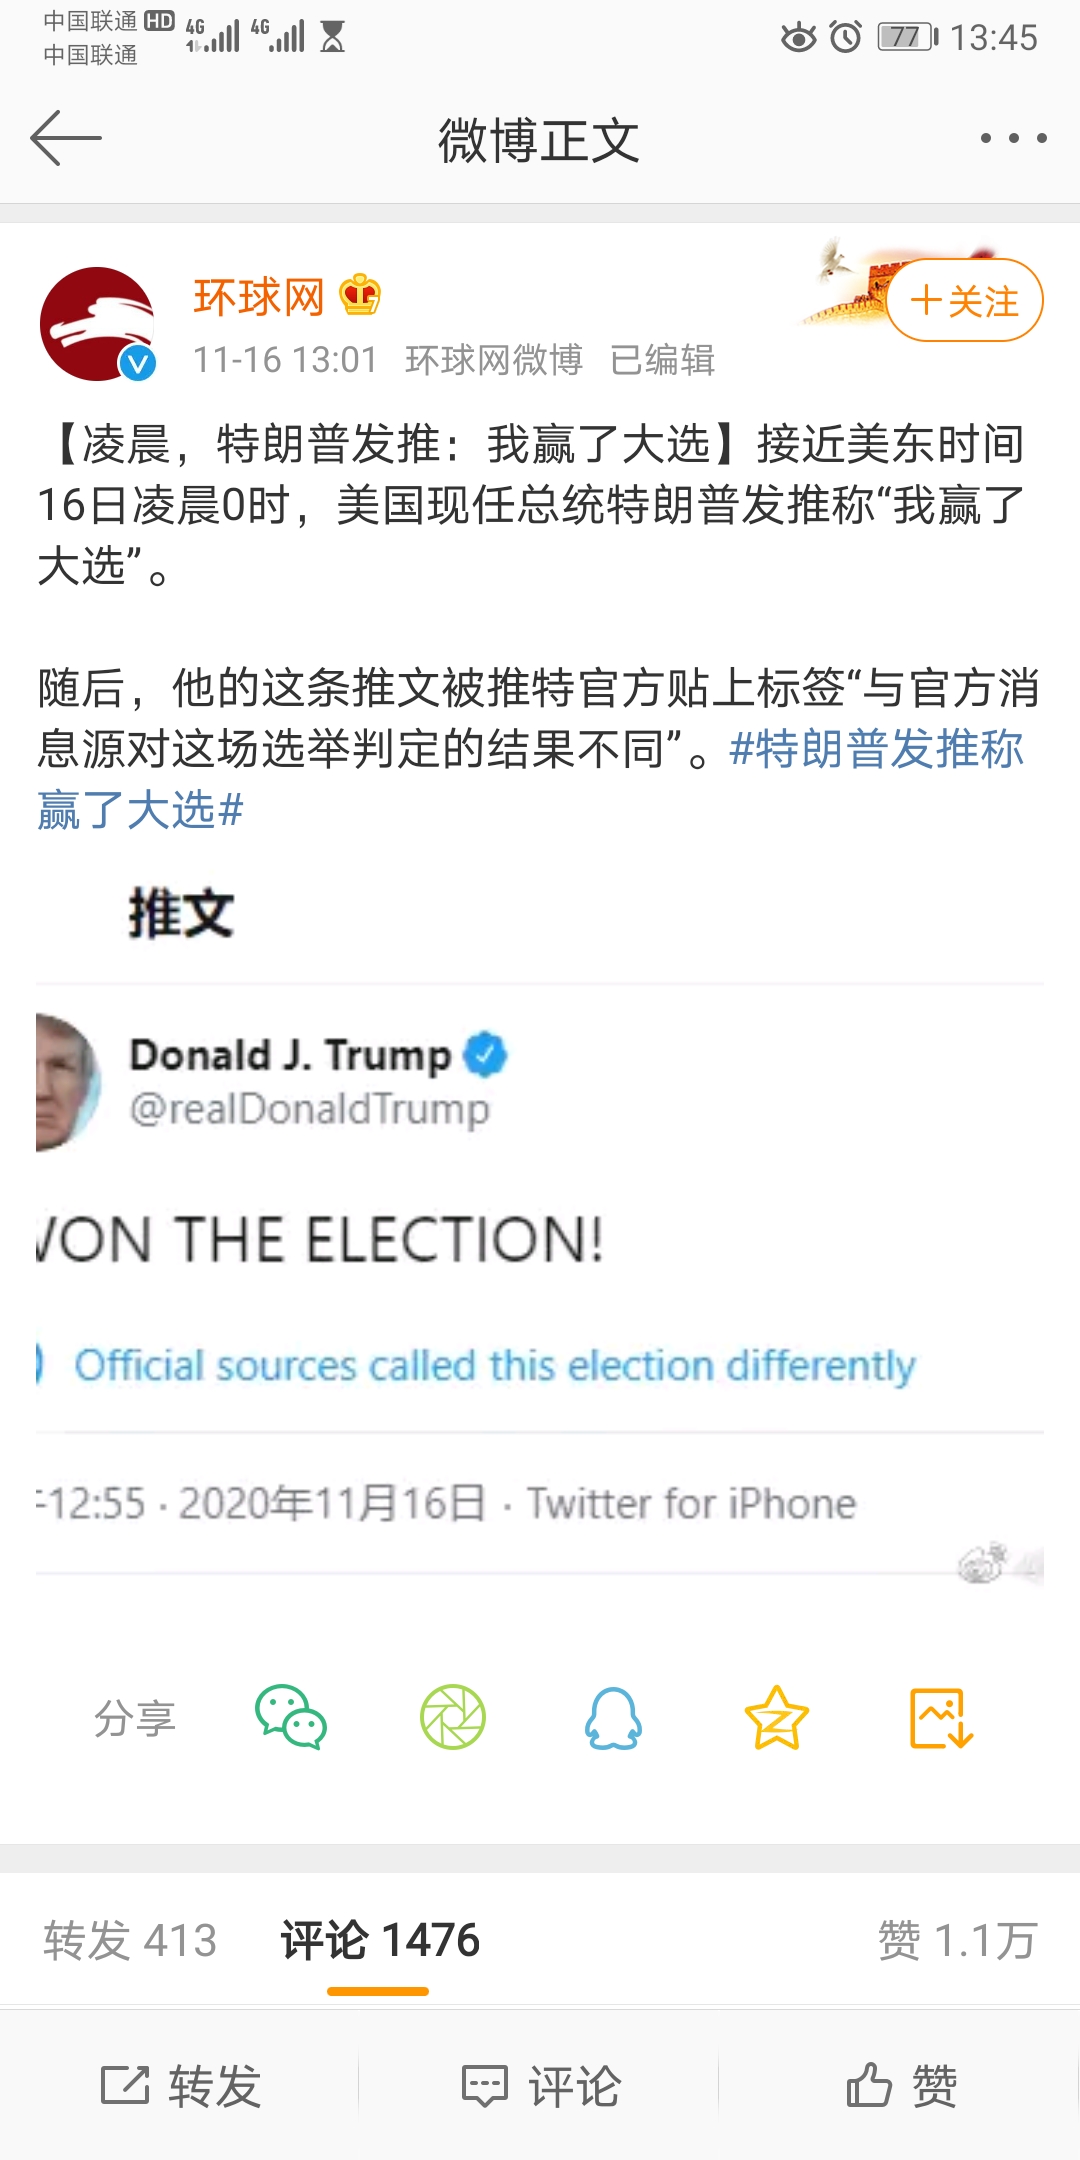 中国联通 HD 4G 4G 77 13:45
中国联通
微博正文
环球网
+关注
11-16 13:01 环球网微博 已编辑
【凌晨，特朗普发推：我赢了大选】接近美东时间
16日凌晨0时，美国现任总统特朗普发推称“我赢了
大选”。
随后，他的这条推文被推特官方贴上标签“与官方消
息源对这场选举判定的结果不同”。#特朗普发推称
赢了大选#
推文
Donald J. Trump
@realDonaldTrump
WON THE ELECTION!
Official sources called this election differently
12:55 · 2020年11月16日 · Twitter for iPhone
分享
转发 413 评论 1476 赞 1.1万
转发 评论 赞